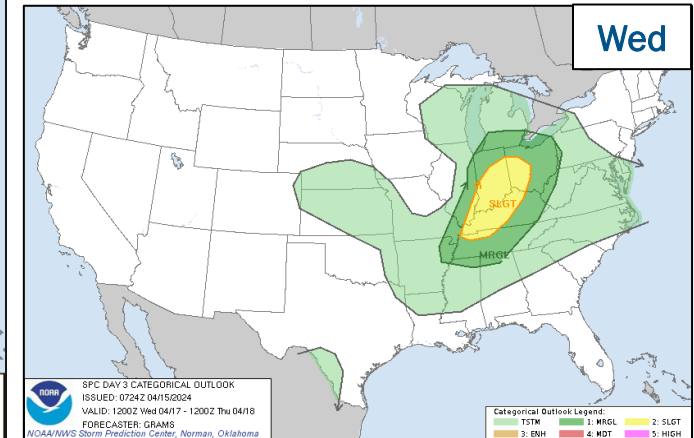 Wed
SLGT
MRGL
noaa
SPC DAY 3 CATEGORICAL OUTLOOK
ISSUED: 0724Z 04/15/2024
VALID: 1200Z Wed 04/17 - 1200Z Thu 04/18
FORECASTER: GRAMS
NOAA/NWS Storm Prediction Center, Norman, Oklahoma
Categorical Outlook Legend:
TSTM 1: MRGL 2: SLGT
3: ENH 4: MDT 5: HIGH